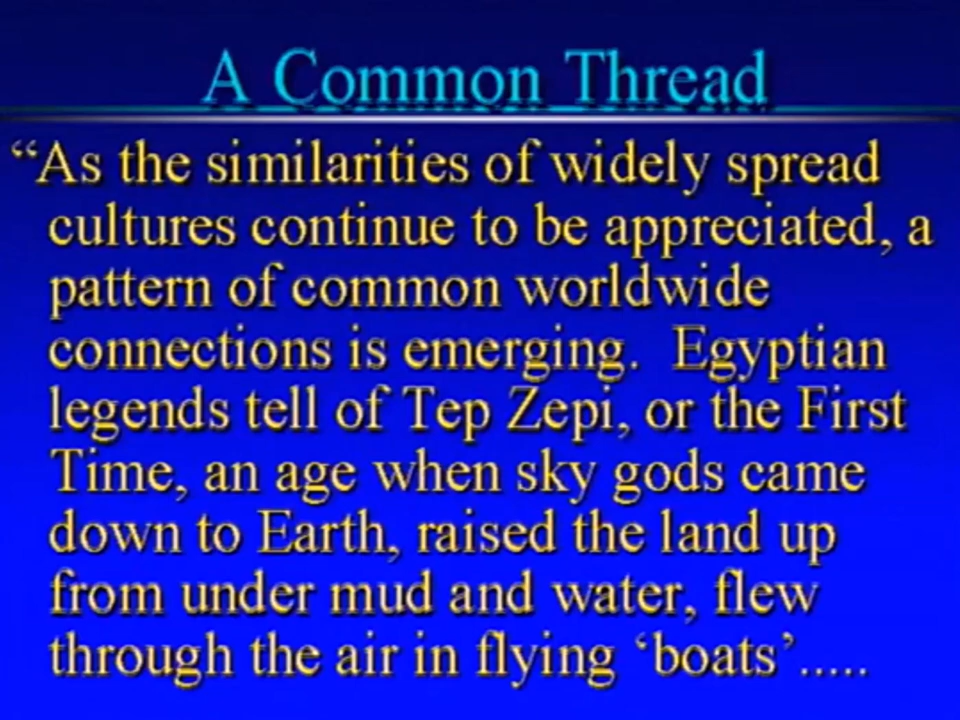 A Common Thread
“As the similarities of widely spread
cultures continue to be appreciated, a
pattern of common worldwide
connections is emerging.  Egyptian
legends tell of Tep Zepi, or the First
Time, an age when sky gods came
down to Earth, raised the land up
from under mud and water, flew
through the air in flying ‘boats’.....